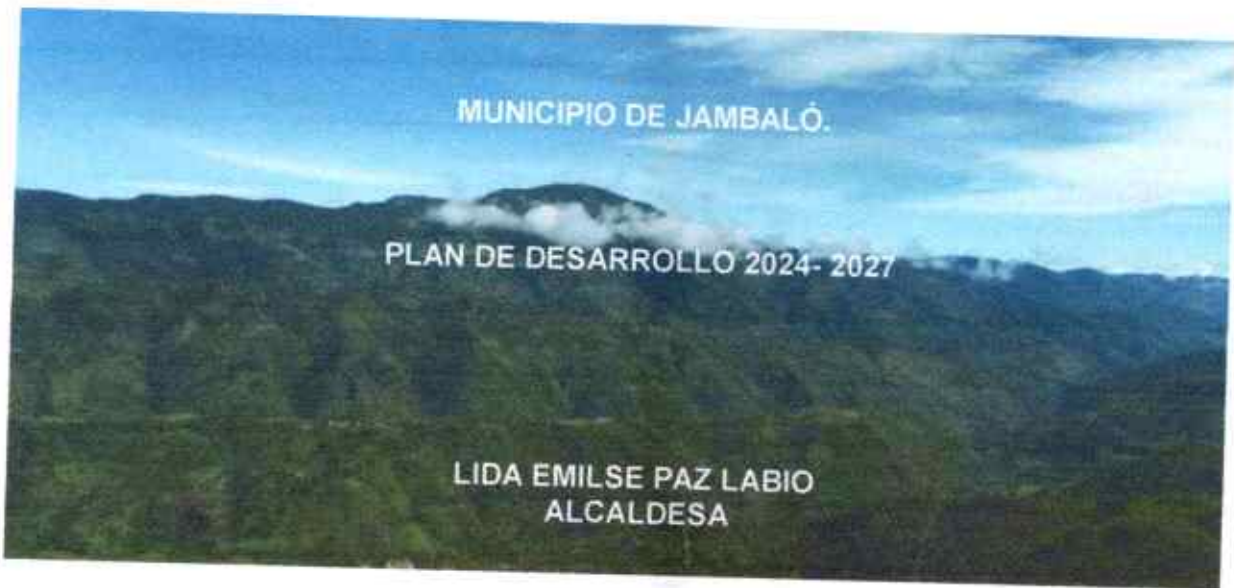 MUNICIPIO DE JAMBALÓ.
PLAN DE DESARROLLO 2024- 2027
LIDA EMILSE PAZ LABIO
ALCALDESA